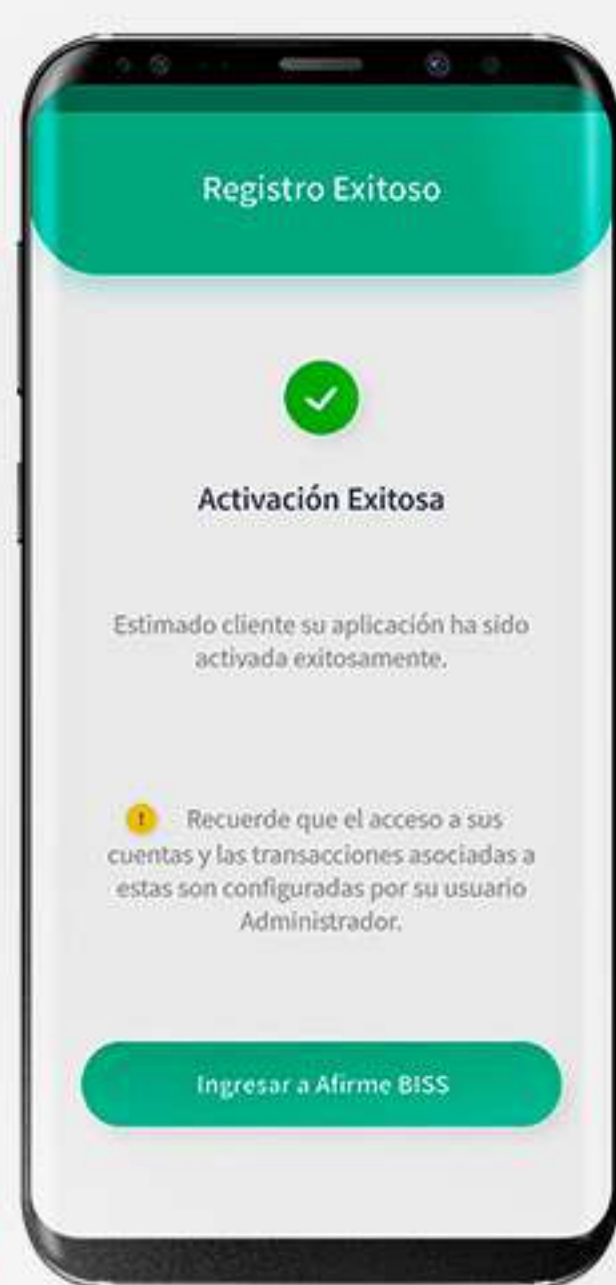 Registro Exitoso
Activación Exitosa
Estimado cliente su aplicación ha sido
activada exitosamente.
! Recuerde que el acceso a sus
cuentas y las transacciones asociadas a
estas son configuradas por su usuario
Administrador.
Ingresar a Afirme BISS